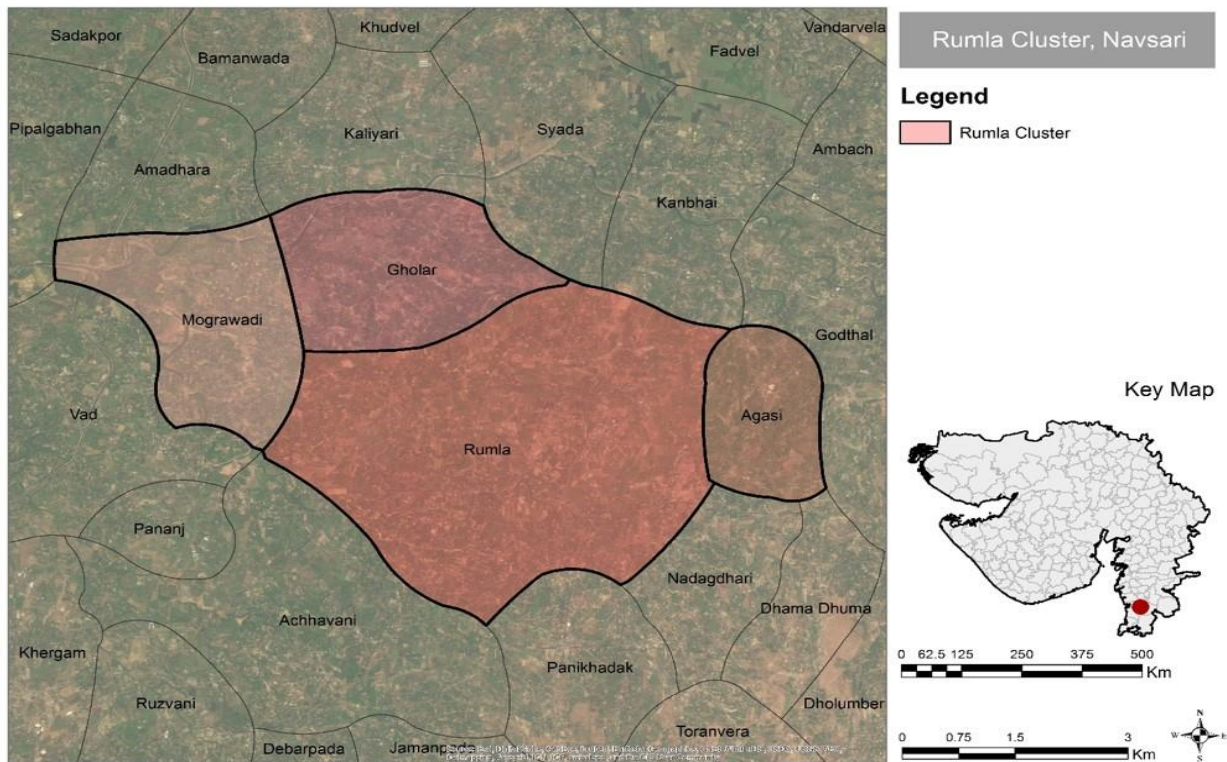 Khudvel
Vandarvela
Sadakpor
Bamanwada
Fadvel
Pipalgabhan
Kaliyari
Syada
Ambach
Amadhara
Kanbhai
Gholar
Mograwadi
Godthal
Vad
Agasi
Rumla
Pananj
Nadagdhari
Dhama Dhuma
Achhavani
Khergam
Panikhadak
Ruzvani
Dholumber
Toranvera
Debarpada
Rumla Cluster, Navsari
Legend
Rumla Cluster
Key Map
0 62.5 125 250 375 500
Km
N
W E
S
0 0.75 1.5 3
Km